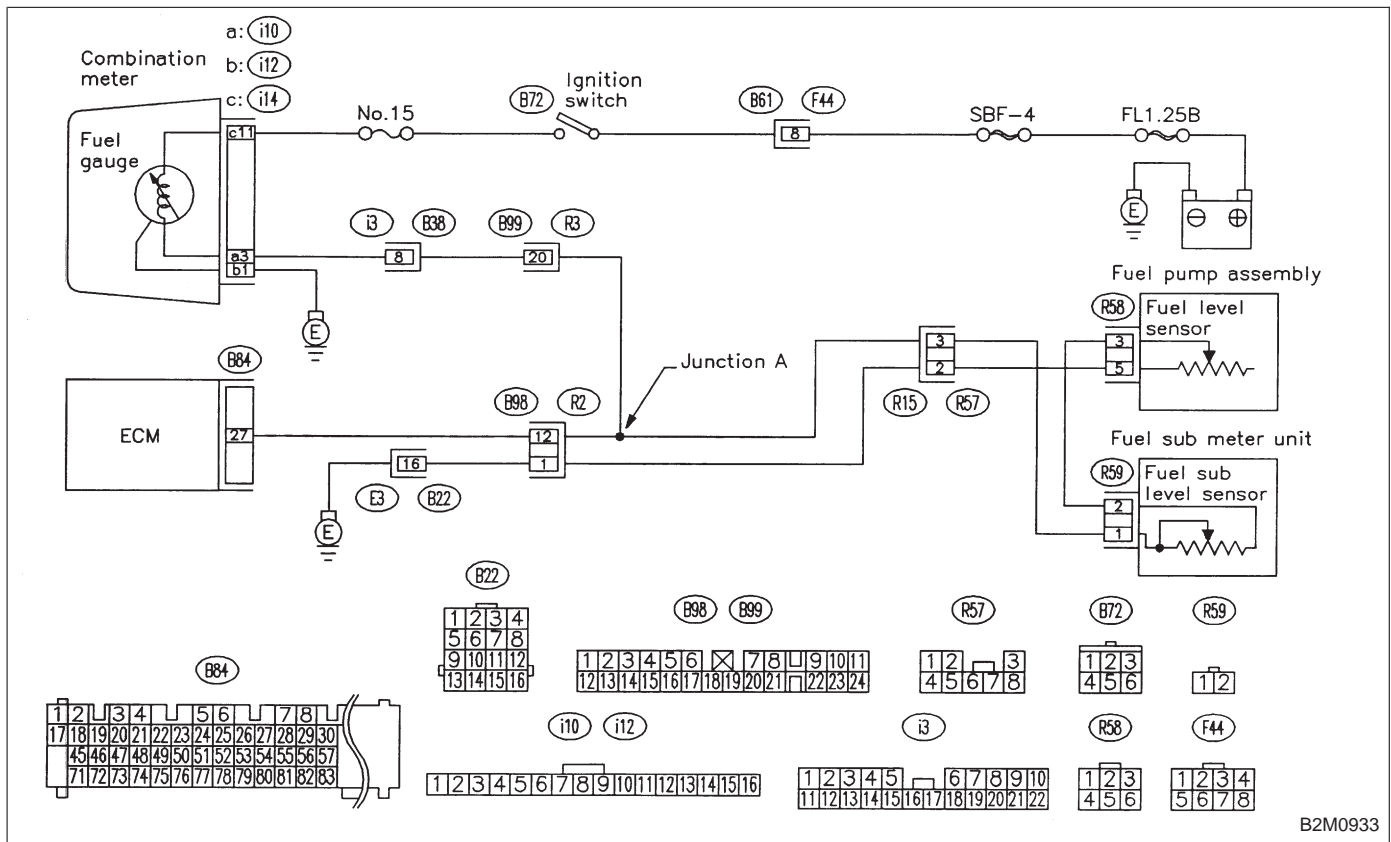 a: i10
Combination
meter
b: i12
c: i14
Ignition
switch
B72
B61
F44
No.15
SBF-4
FL1.25B
c11
8
Fuel
gauge
E
⊖
⊕
i3
B38
B99
R3
a3
8
20
b1
Fuel pump assembly
R58
Fuel level
sensor
E
3
3
2
5
B84
Junction A
R15
R57
B98
R2
ECM
27
12
Fuel sub meter unit
16
1
R59
Fuel sub
level sensor
E3
B22
2
E
1
B22
1 2 3 4
5 6 7 8
9 10 11 12
13 14 15 16
B98
B99
1 2 3 4 5 6 7 8 9 10 11
12 13 14 15 16 17 18 19 20 21 22 23 24
R57
1 2 3
4 5 6 7 8
B72
1 2 3
4 5 6
R59
1 2
B84
1 2 3 4 5 6 7 8
17 18 19 20 21 22 23 24 25 26 27 28 29 30
45 46 47 48 49 50 51 52 53 54 55 56 57
71 72 73 74 75 76 77 78 79 80 81 82 83
i10
i12
1 2 3 4 5 6 7 8 9 10 11 12 13 14 15 16
i3
1 2 3 4 5 6 7 8 9 10
11 12 13 14 15 16 17 18 19 20 21 22
R58
1 2 3
4 5 6
F44
1 2 3 4
5 6 7 8
B2M0933